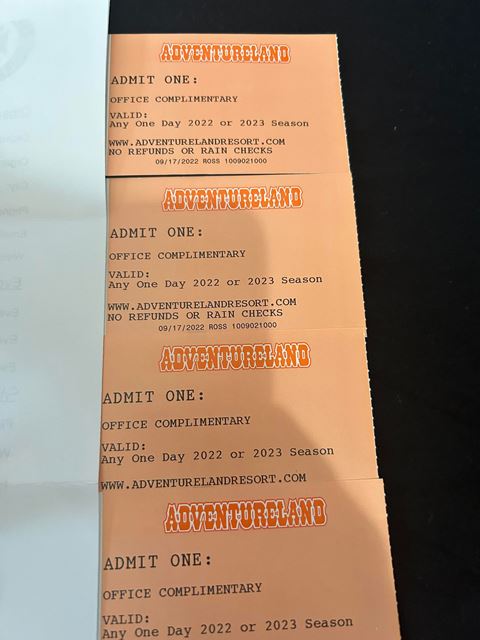 ADVENTURELAND
ADMIT ONE:
OFFICE COMPLIMENTARY
VALID:
Any One Day 2022 or 2023 Season
WWW.ADVENTURELANDRESORT.COM
NO REFUNDS OR RAIN CHECKS
09/17/2022 ROSS 1009021000
ADVENTURELAND
ADMIT ONE:
OFFICE COMPLIMENTARY
VALID:
Any One Day 2022 or 2023 Season
WWW.ADVENTURELANDRESORT.COM
NO REFUNDS OR RAIN CHECKS
09/17/2022 ROSS 1009021000
ADVENTURELAND
ADMIT ONE:
OFFICE COMPLIMENTARY
VALID:
Any One Day 2022 or 2023 Season
WWW.ADVENTURELANDRESORT.COM
ADVENTURELAND
ADMIT ONE:
OFFICE COMPLIMENTARY
VALID:
Any One Day 2022 or 2023 Season